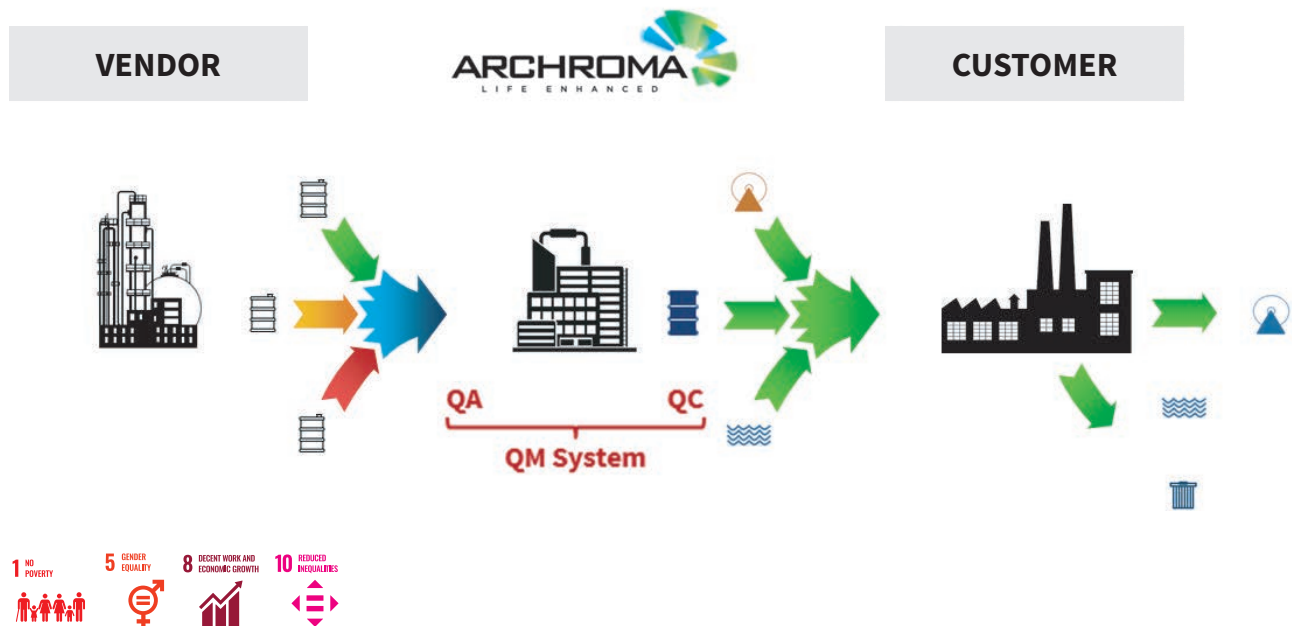 VENDOR
ARCHROMA
LIFE ENHANCED
CUSTOMER
QA
QC
QM System
1 NO
POVERTY
5 GENDER
EQUALITY
8 DECENT WORK AND
ECONOMIC GROWTH
10 REDUCED
INEQUALITIES